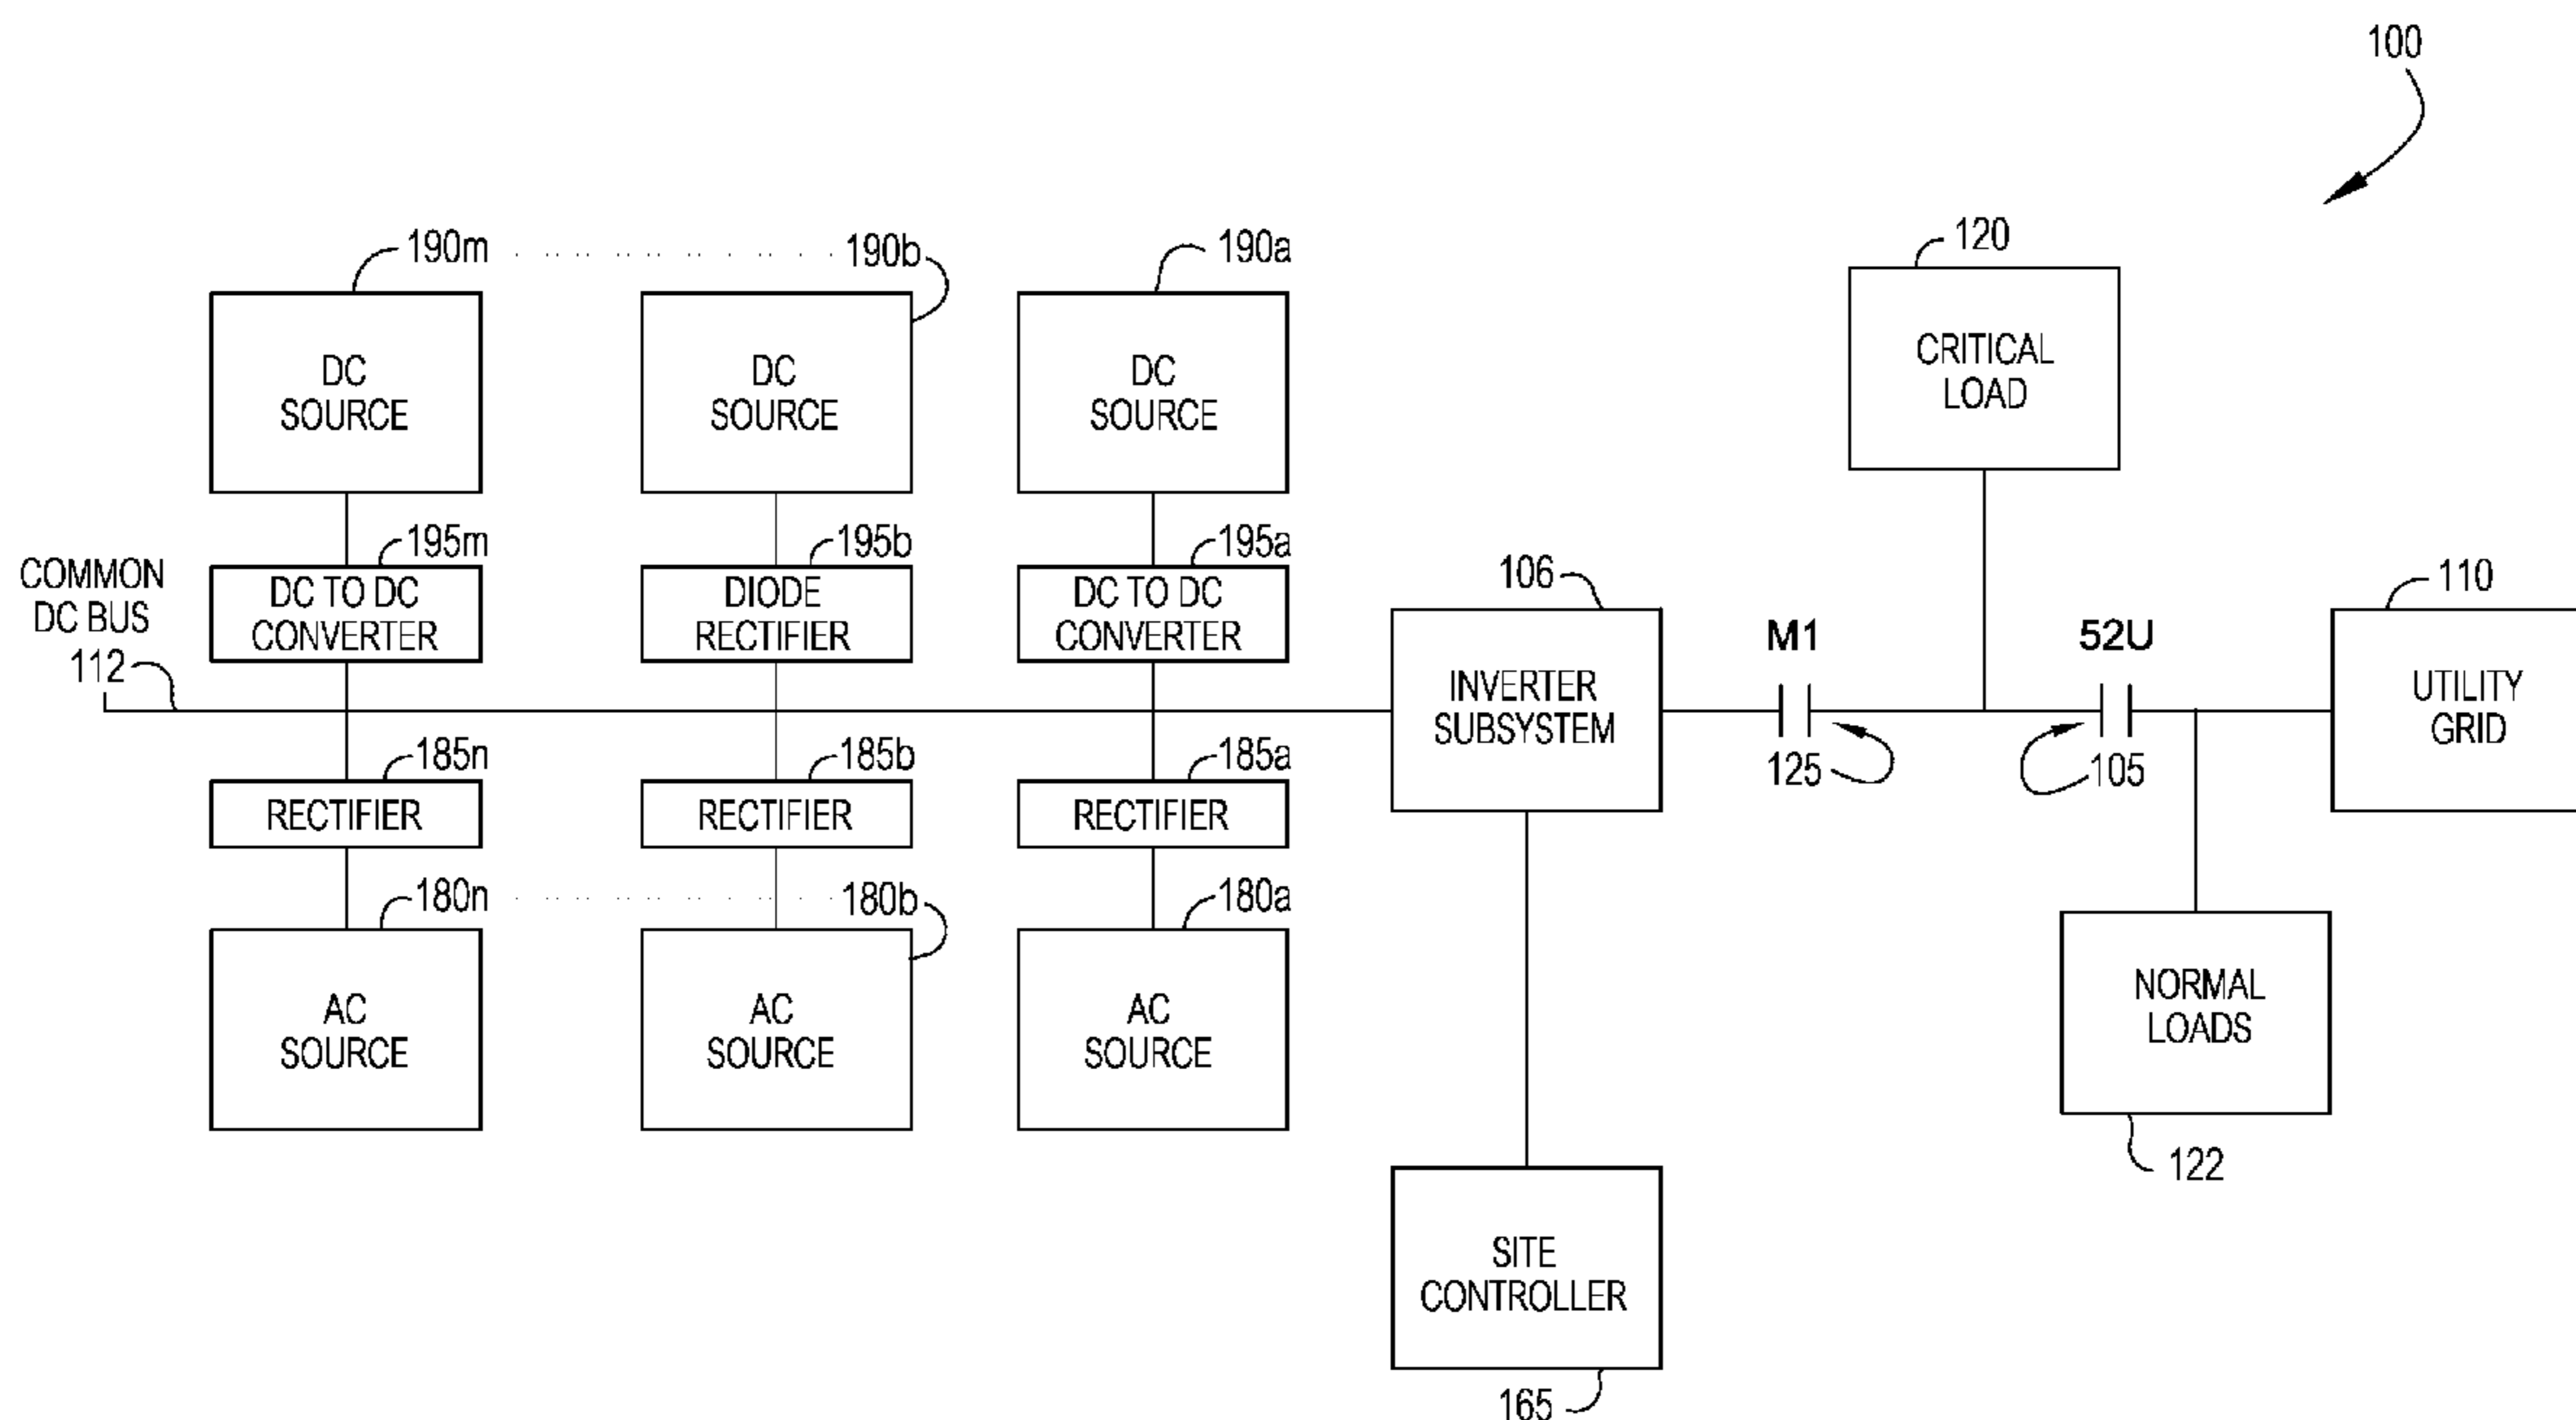 100
190m
190b
190a
120
DC
SOURCE
DC
SOURCE
DC
SOURCE
CRITICAL
LOAD
195m
195b
195a
COMMON
DC BUS
112
DC TO DC
CONVERTER
DIODE
RECTIFIER
DC TO DC
CONVERTER
106
110
INVERTER
SUBSYSTEM
M1
52U
UTILITY
GRID
185n
185b
185a
125
105
RECTIFIER
RECTIFIER
RECTIFIER
180n
180b
180a
AC
SOURCE
AC
SOURCE
AC
SOURCE
NORMAL
LOADS
122
SITE
CONTROLLER
165